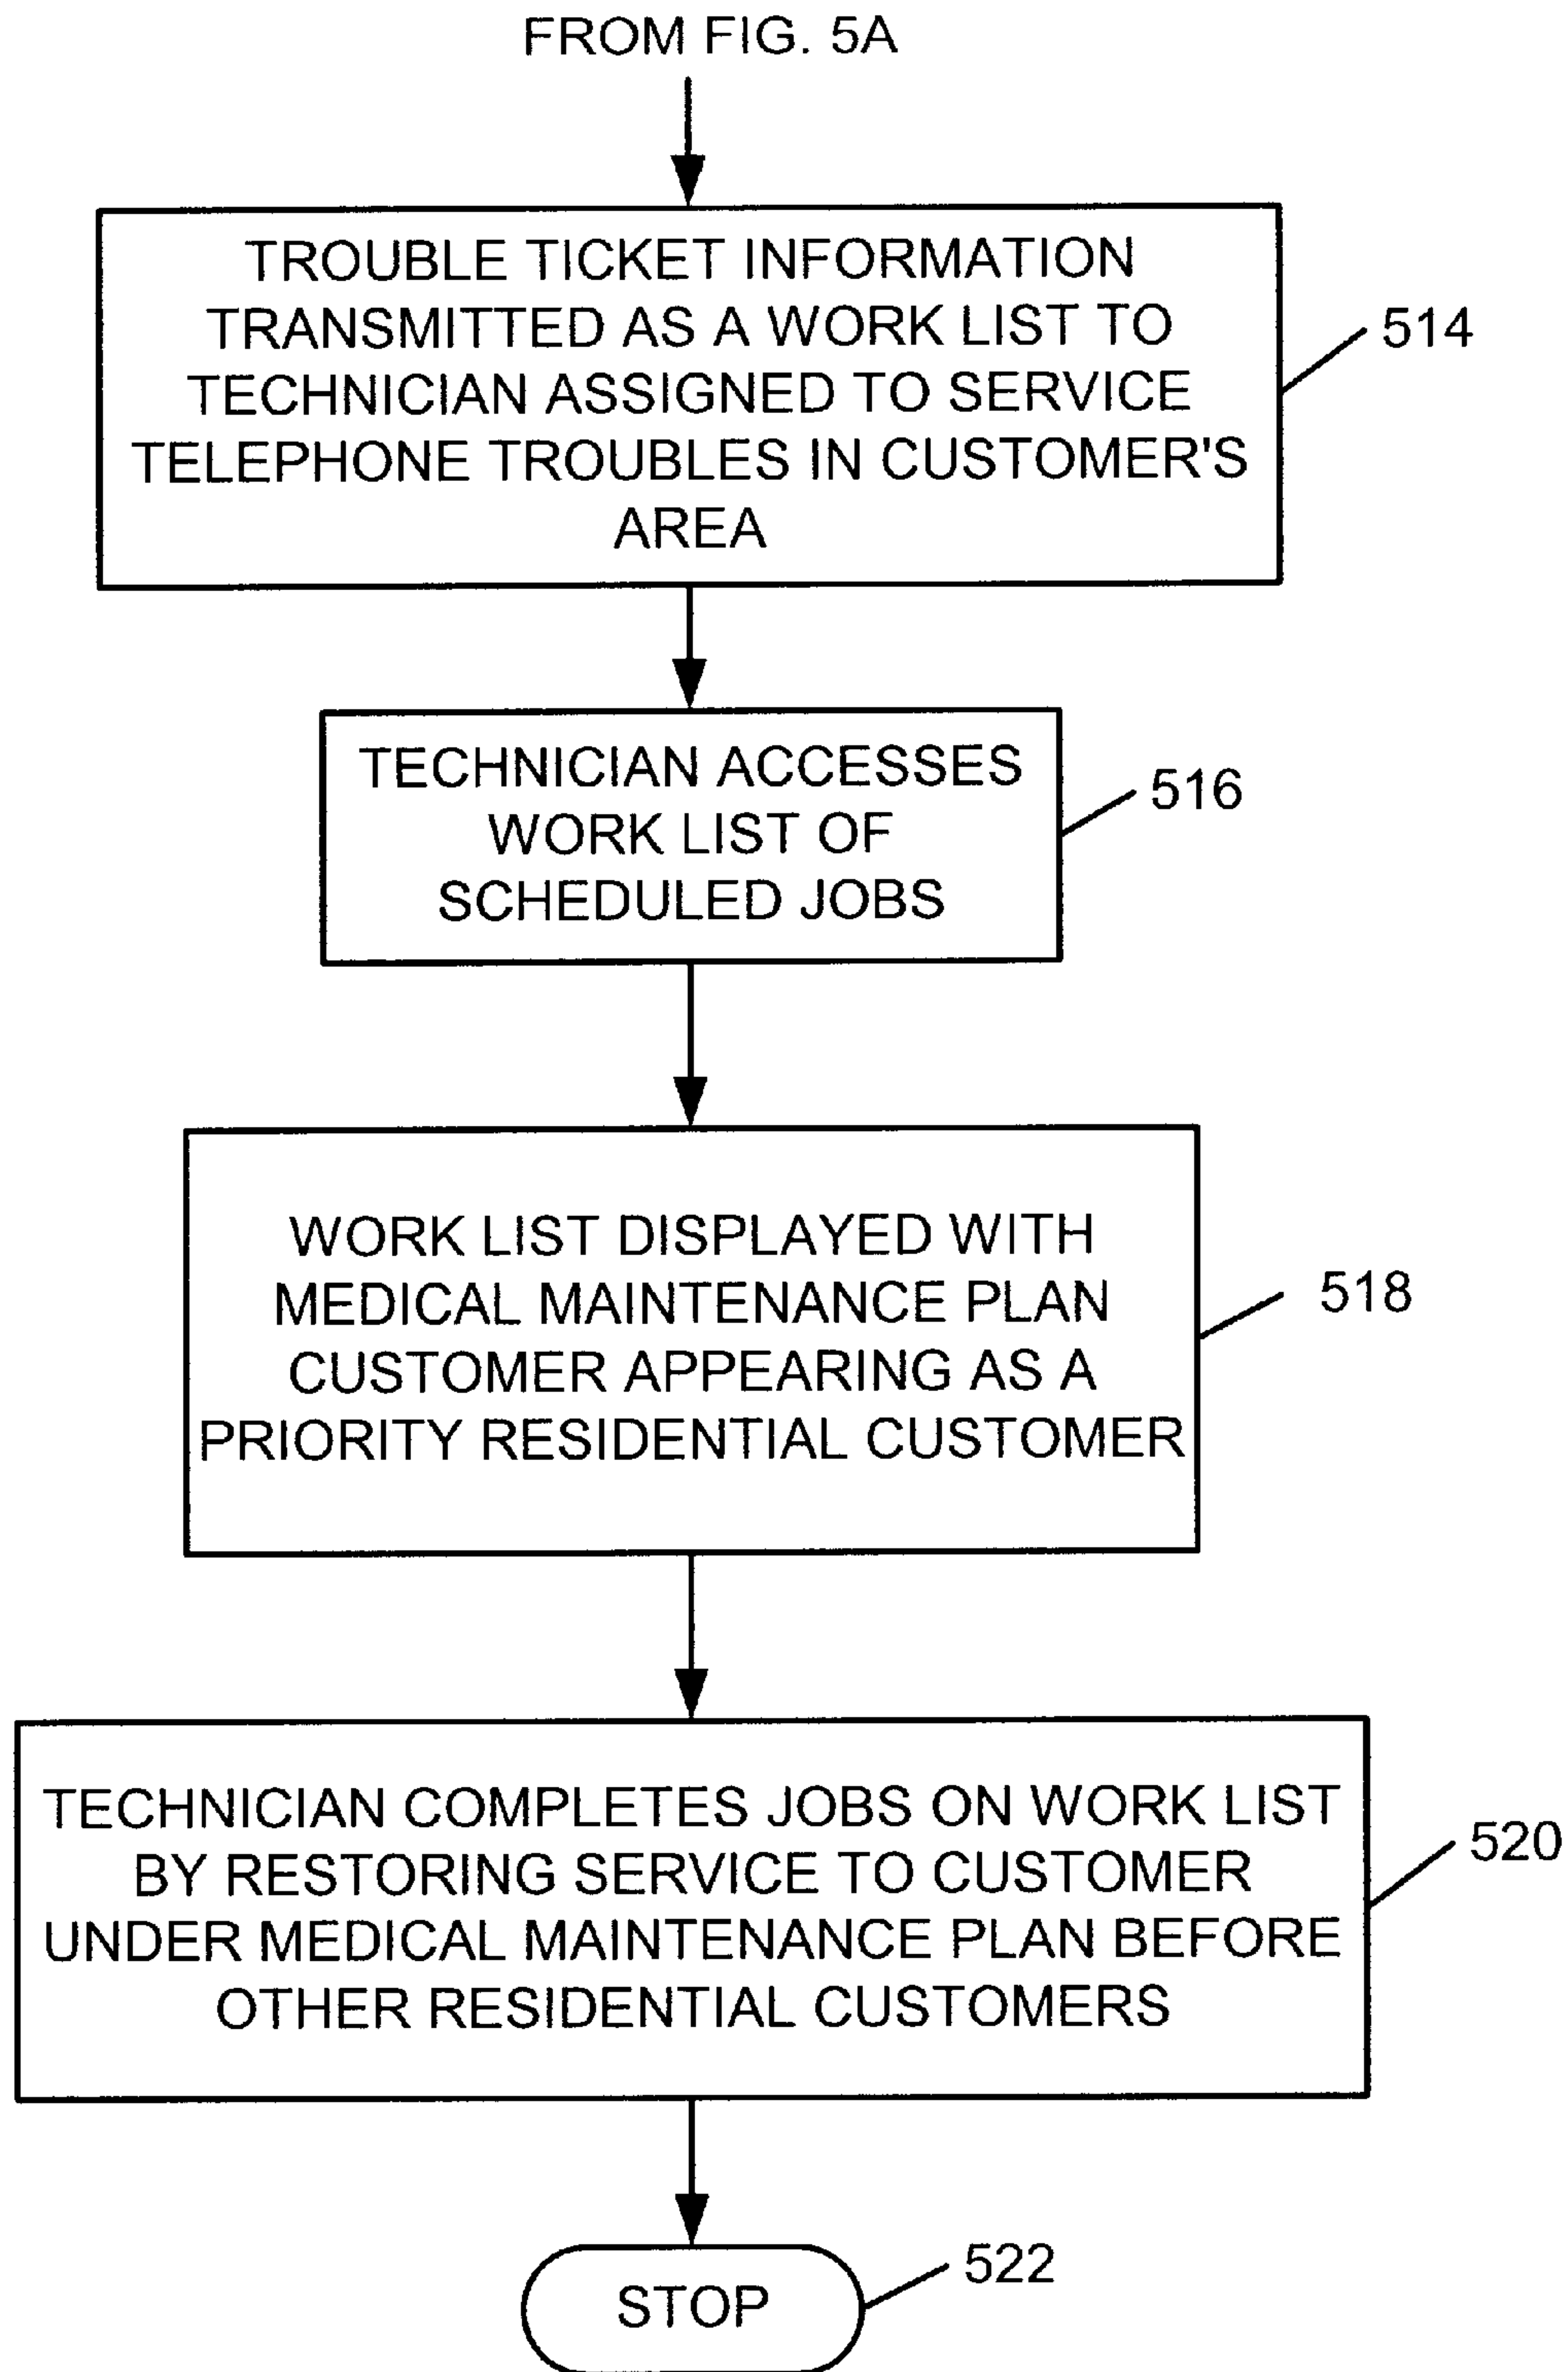 FROM FIG. 5A
TROUBLE TICKET INFORMATION
TRANSMITTED AS A WORK LIST TO
TECHNICIAN ASSIGNED TO SERVICE
TELEPHONE TROUBLES IN CUSTOMER'S
AREA
514
TECHNICIAN ACCESSES
WORK LIST OF
SCHEDULED JOBS
516
WORK LIST DISPLAYED WITH
MEDICAL MAINTENANCE PLAN
CUSTOMER APPEARING AS A
PRIORITY RESIDENTIAL CUSTOMER
518
TECHNICIAN COMPLETES JOBS ON WORK LIST
BY RESTORING SERVICE TO CUSTOMER
UNDER MEDICAL MAINTENANCE PLAN BEFORE
OTHER RESIDENTIAL CUSTOMERS
520
STOP
522